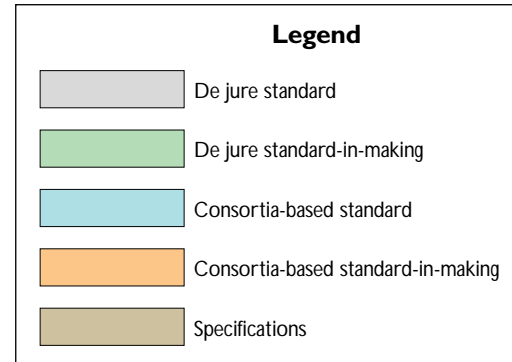 Legend
De jure standard
De jure standard-in-making
Consortia-based standard
Consortia-based standard-in-making
Specifications